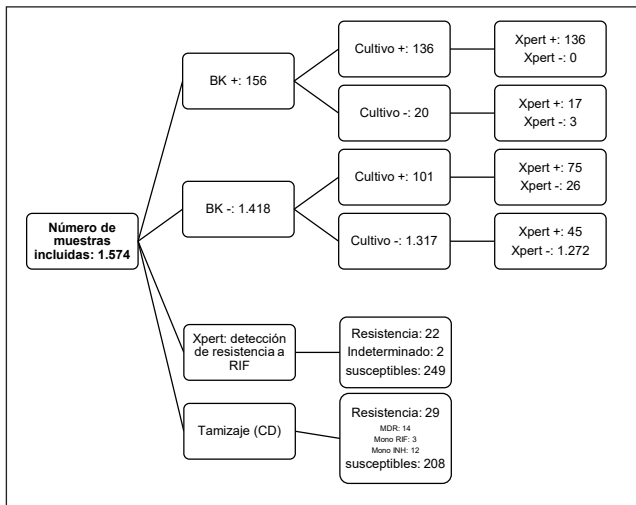 Número de
muestras
incluidas: 1.574
BK +: 156
Cultivo +: 136
Xpert +: 136
Xpert -: 0
Cultivo -: 20
Xpert +: 17
Xpert -: 3
BK -: 1.418
Cultivo +: 101
Xpert +: 75
Xpert -: 26
Cultivo -: 1.317
Xpert +: 45
Xpert -: 1.272
Xpert: detección
de resistencia a
RIF
Resistencia: 22
Indeterminado: 2
susceptibles: 249
Tamizaje (CD)
Resistencia: 29
MDR: 14
Mono RIF: 3
Mono INH: 12
susceptibles: 208